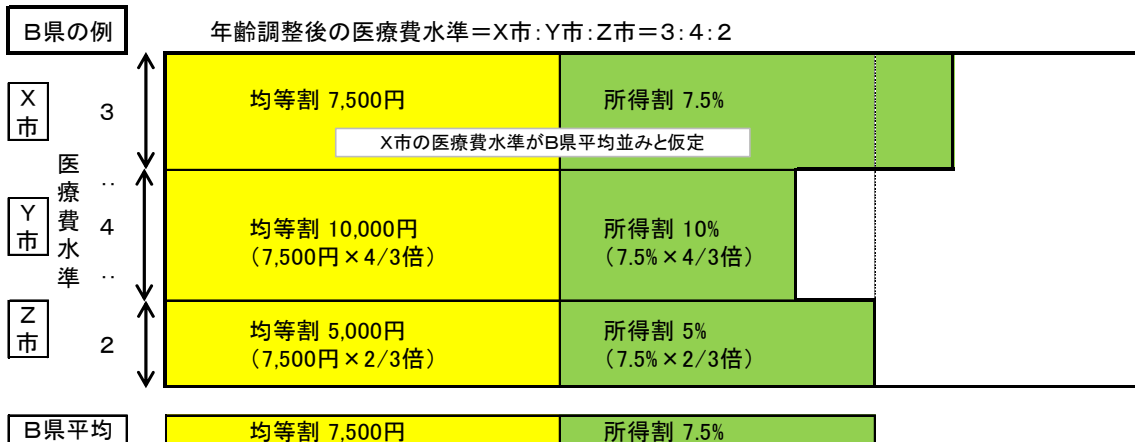 B県の例
年齢調整後の医療費水準=X市:Y市:Z市=3:4:2
X市
3
均等割 7,500円
所得割 7.5%
X市の医療費水準がB県平均並みと仮定
医療費水準
‥
Y市
4
均等割 10,000円
(7,500円×4/3倍)
所得割 10%
(7.5%×4/3倍)
‥
Z市
2
均等割 5,000円
(7,500円×2/3倍)
所得割 5%
(7.5%×2/3倍)
B県平均
均等割 7,500円
所得割 7.5%